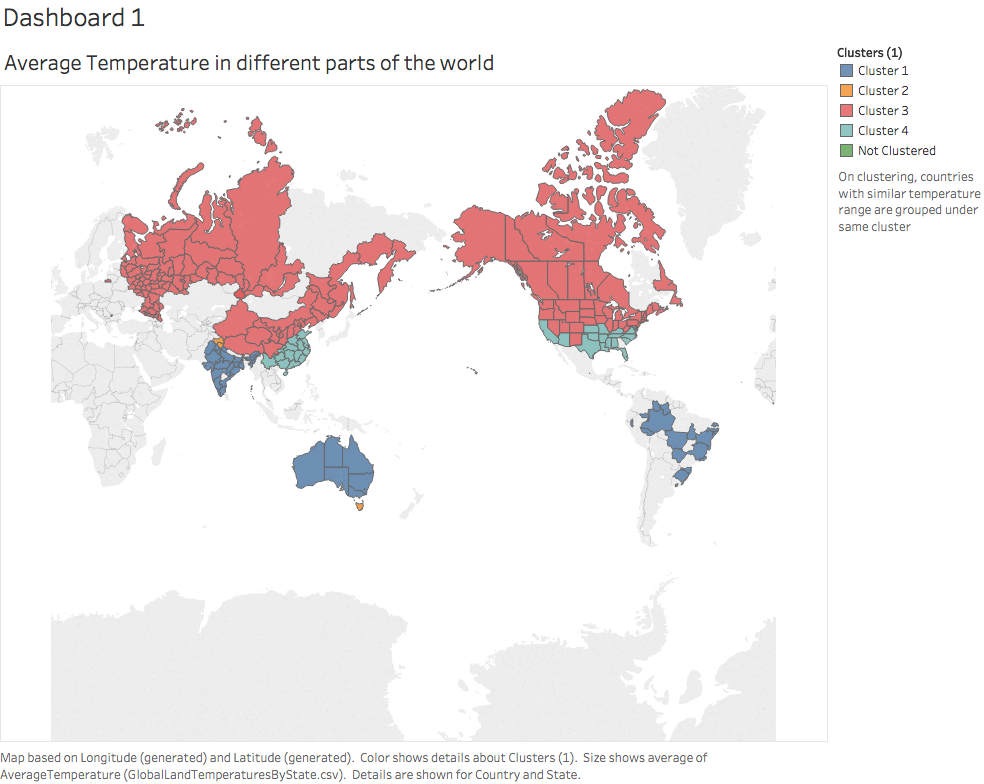 Dashboard 1
Average Temperature in different parts of the world
Clusters (1)
Cluster 1
Cluster 2
Cluster 3
Cluster 4
Not Clustered
On clustering, countries
with similar temperature
range are grouped under
same cluster
Map based on Longitude (generated) and Latitude (generated).  Color shows details about Clusters (1).  Size shows average of
AverageTemperature (GlobalLandTemperaturesByState.csv).  Details are shown for Country and State.